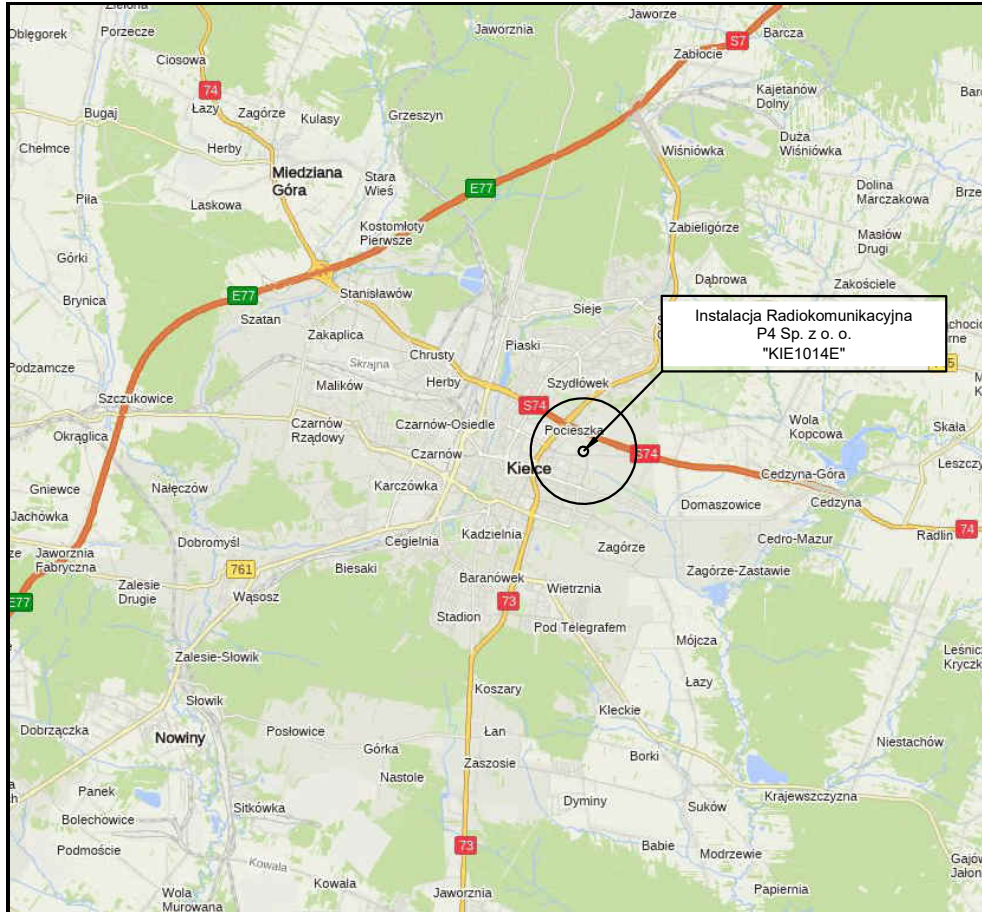 Oblęgorek
Porzecze
Jaworznia
Jaworze
Barcza
S7
Zabłocie
Ciosowa
74
Łazy
Zagórze
Kulasy
Grzeszyn
Kajetanów
Dolny
Bugaj
Duża
Wiśniówka
Chełmce
Herby
Wiśniówka
Miedziana
Góra
Stara
Wieś
E77
Dolina
Marczakowa
Piła
Laskowa
Kostomłoty
Pierwsze
Zabieligórze
Masłów
Drugi
Górki
Dąbrowa
Zakościele
Brynica
E77
Stanisławów
Sieje
Szatan
Zakaplica
Piaski
Instalacja Radiokomunikacyjna
P4 Sp. z o. o.
"KIE1014E"
Podzamcze
Skrajna
Chrusty
Malików
Herby
Szydłówek
Szczukowice
S74
Czarnów
Rządowy
Czarnów-Osiedle
Pocieszka
Wola
Kopcowa
Skała
Okrąglica
Czarnów
Kielce
S74
Cedzyna-Góra
Gniewce
Nałęczów
Karczówka
Domaszowice
Cedzyna
Jachówka
Dobromyśl
Cegielnia
Kadzielnia
Zagórze
Cedro-Mazur
Radlin
74
Jaworznia
Fabryczna
761
Biesaki
Baranówek
Wietrznia
Zagórze-Zastawie
Zalesie
Drugie
Wąsosz
73
E77
Stadion
Pod Telegrafem
Mójcza
Zalesie-Słowik
Słowik
Koszary
Łazy
Kleckie
Dobrzączka
Nowiny
Posłowice
Łan
Górka
Zaszosie
Borki
Niestachów
Nastole
Panek
Sitkówka
Dyminy
Suków
Krajewszczyzna
Bolechowice
Podmoście
73
Babie
Modrzewie
Kowala
Kowala
Wola
Murowana
Jaworznia
Papiernia